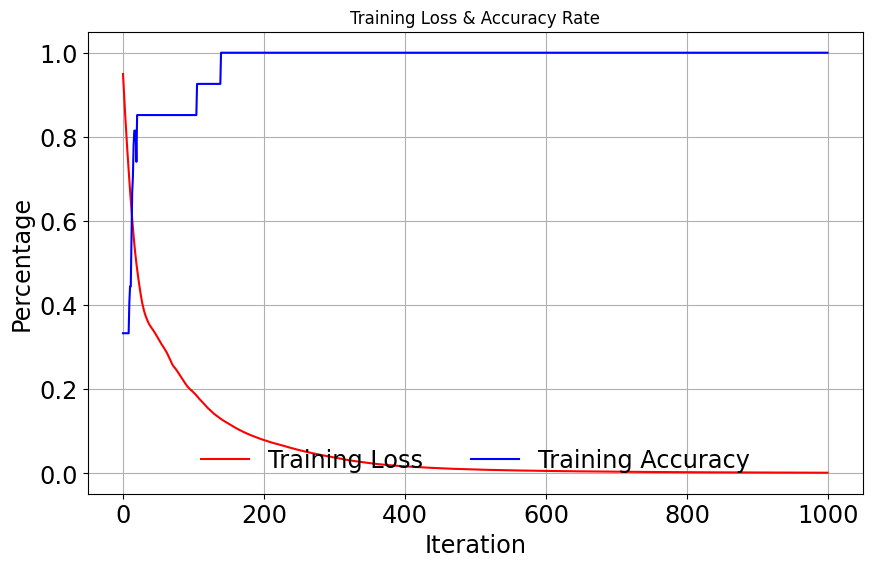 Training Loss & Accuracy Rate
Percentage
1.0
0.8
0.6
0.4
0.2
0.0
Training Loss Training Accuracy
0 200 400 600 800 1000
Iteration